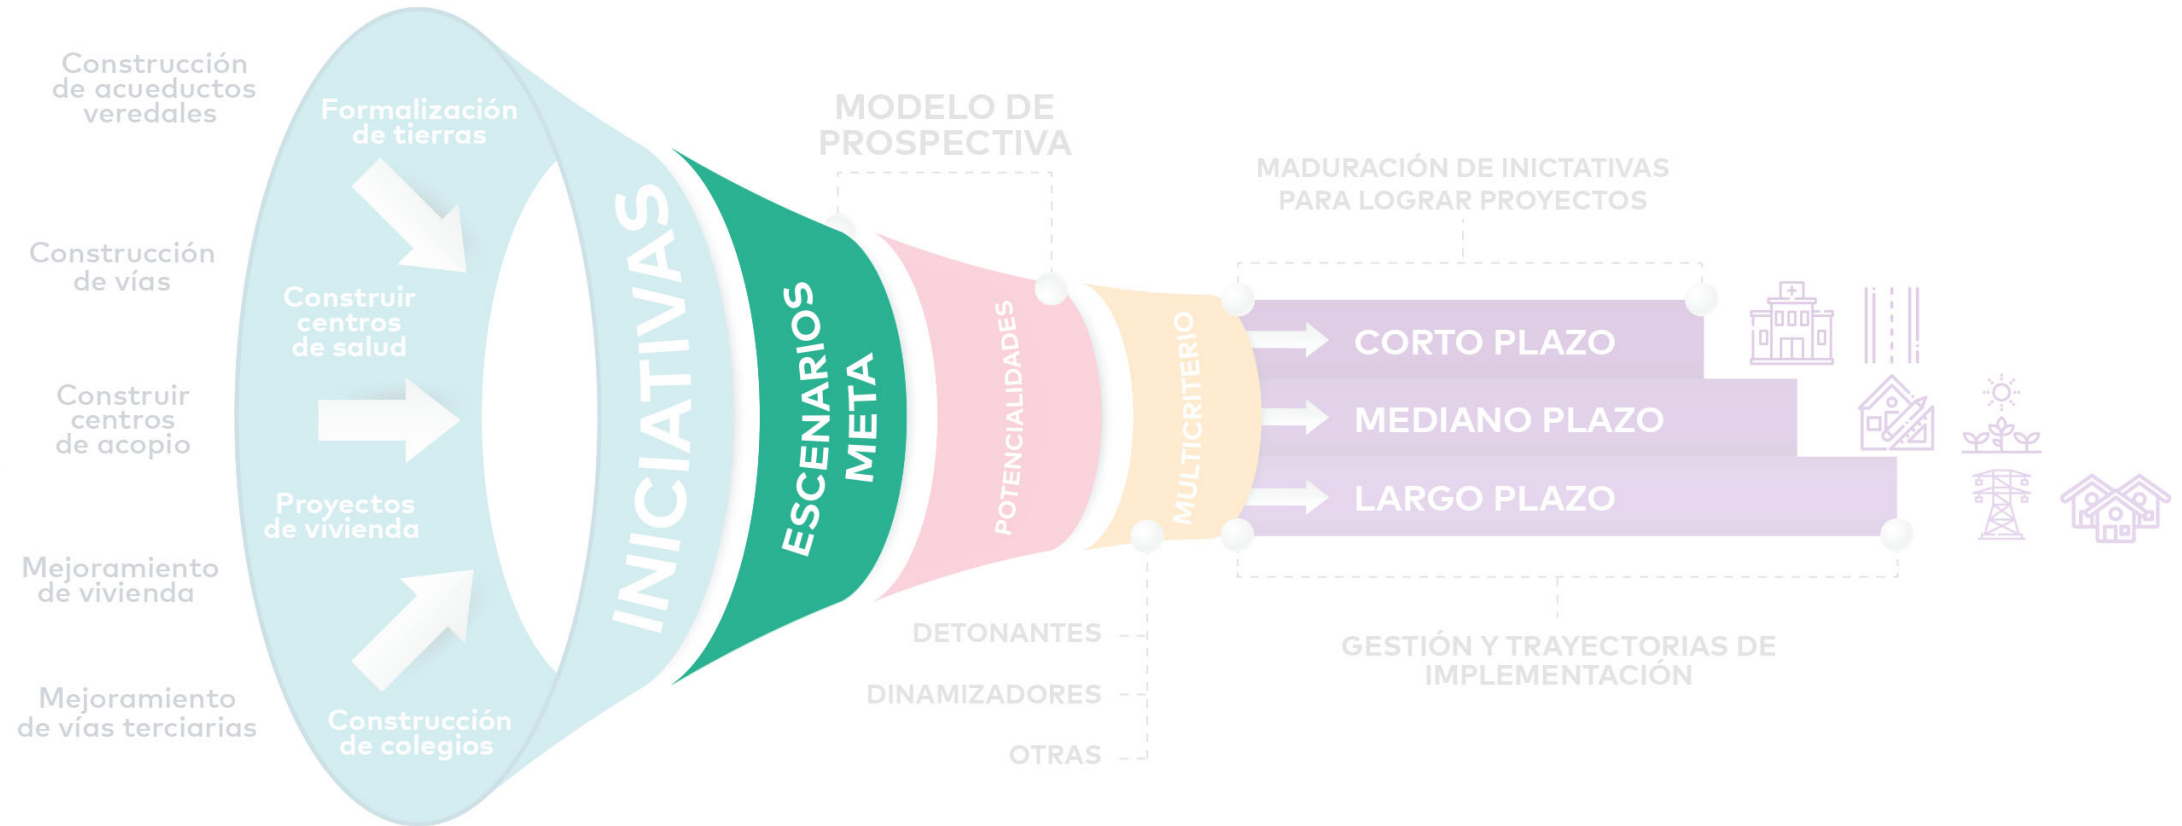 Construcción
de acueductos
veredales
Construcción
de vías
Construir
centros
de acopio
Mejoramiento
de vivienda
Mejoramiento
de vías terciarias
Formalización
de tierras
Construir
centros
de salud
Proyectos
de vivienda
Construcción
de colegios
INICIATIVAS
ESCENARIOS
META
MODELO DE
PROSPECTIVA
POTENCIALIDADES
MULTICRITERIO
DETONANTES
DINAMIZADORES
OTRAS
MADURACIÓN DE INICTATIVAS
PARA LOGRAR PROYECTOS
CORTO PLAZO
MEDIANO PLAZO
LARGO PLAZO
GESTIÓN Y TRAYECTORIAS DE
IMPLEMENTACIÓN